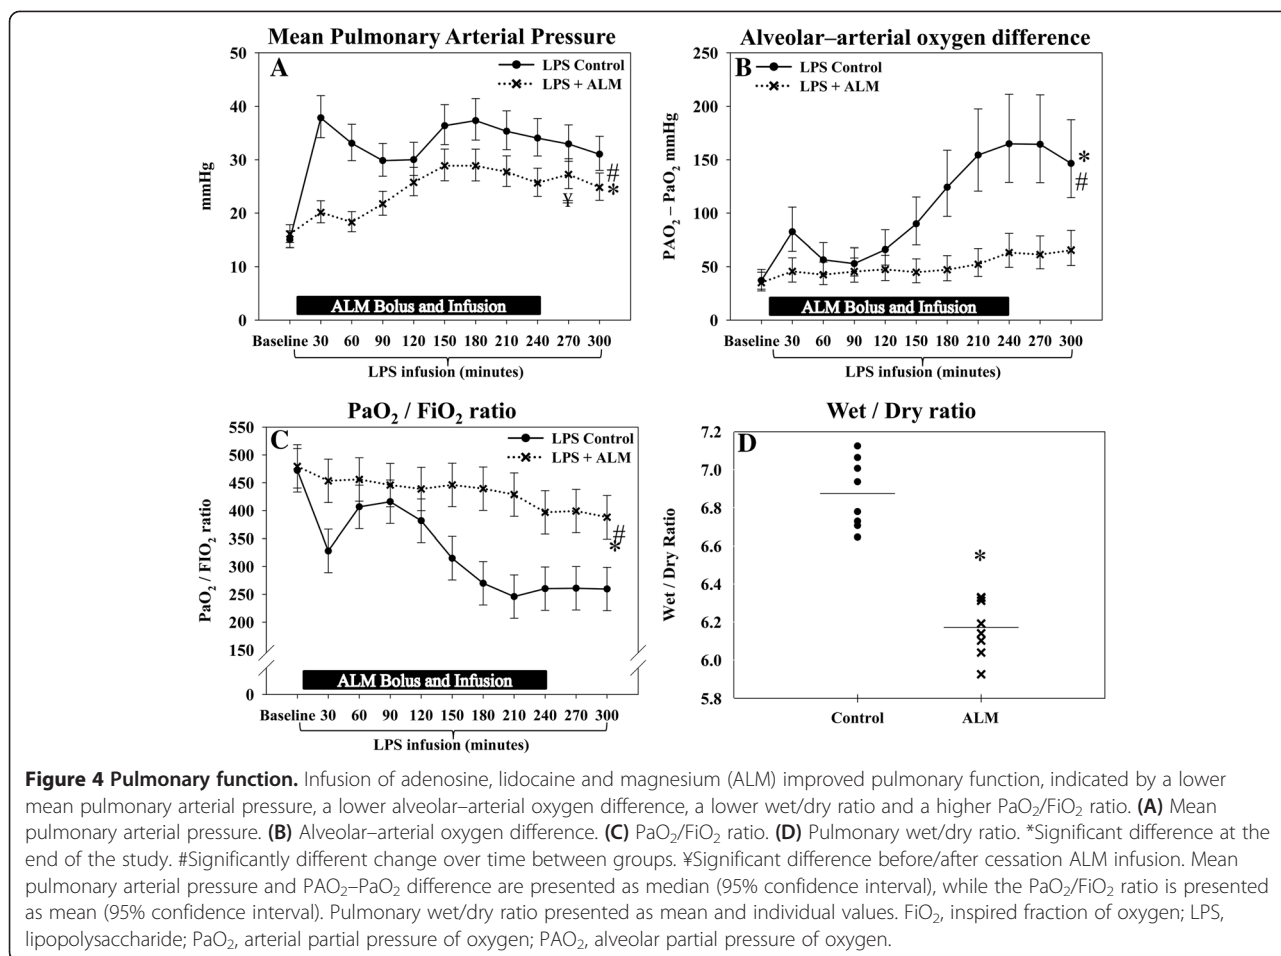 Mean Pulmonary Arterial Pressure
A
LPS Control
LPS + ALM
mmHg
50
40
30
20
10
0
#
*
¥
ALM Bolus and Infusion
Baseline 30 60 90 120 150 180 210 240 270 300
LPS infusion (minutes)
Alveolar–arterial oxygen difference
B
LPS Control
LPS + ALM
PAO₂ – PaO₂ mmHg
250
200
150
100
50
0
*
#
ALM Bolus and Infusion
Baseline 30 60 90 120 150 180 210 240 270 300
LPS infusion (minutes)
PaO₂ / FiO₂ ratio
C
LPS Control
LPS + ALM
PaO₂ / FIO₂ ratio
550
500
450
400
350
300
250
200
150
0
#
*
ALM Bolus and Infusion
Baseline 30 60 90 120 150 180 210 240 270 300
LPS infusion (minutes)
Wet / Dry ratio
D
Wet / Dry Ratio
7.2
7.0
6.8
6.6
6.4
6.2
6.0
5.8
*
Control ALM
Figure 4 Pulmonary function. Infusion of adenosine, lidocaine and magnesium (ALM) improved pulmonary function, indicated by a lower
mean pulmonary arterial pressure, a lower alveolar–arterial oxygen difference, a lower wet/dry ratio and a higher PaO₂/FiO₂ ratio. (A) Mean
pulmonary arterial pressure. (B) Alveolar–arterial oxygen difference. (C) PaO₂/FiO₂ ratio. (D) Pulmonary wet/dry ratio. *Significant difference at the
end of the study. #Significantly different change over time between groups. ¥Significant difference before/after cessation ALM infusion. Mean
pulmonary arterial pressure and PAO₂–PaO₂ difference are presented as median (95% confidence interval), while the PaO₂/FiO₂ ratio is presented
as mean (95% confidence interval). Pulmonary wet/dry ratio presented as mean and individual values. FiO₂, inspired fraction of oxygen; LPS,
lipopolysaccharide; PaO₂, arterial partial pressure of oxygen; PAO₂, alveolar partial pressure of oxygen.